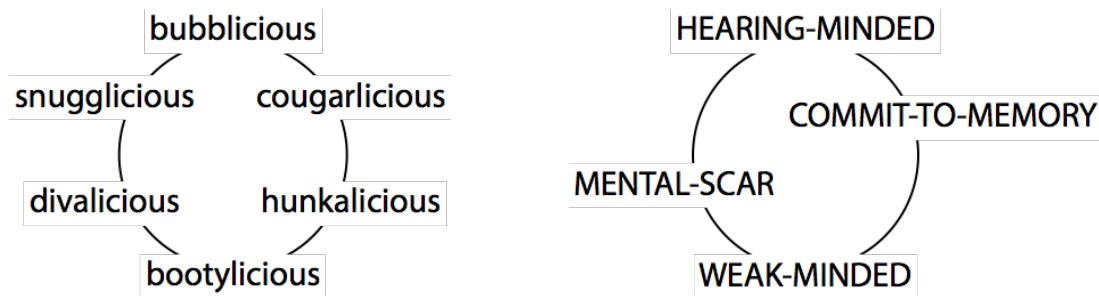 bubblicious
snugglicious
cougarlicious
divalicious
hunkalicious
bootylicious
HEARING-MINDED
COMMIT-TO-MEMORY
MENTAL-SCAR
WEAK-MINDED